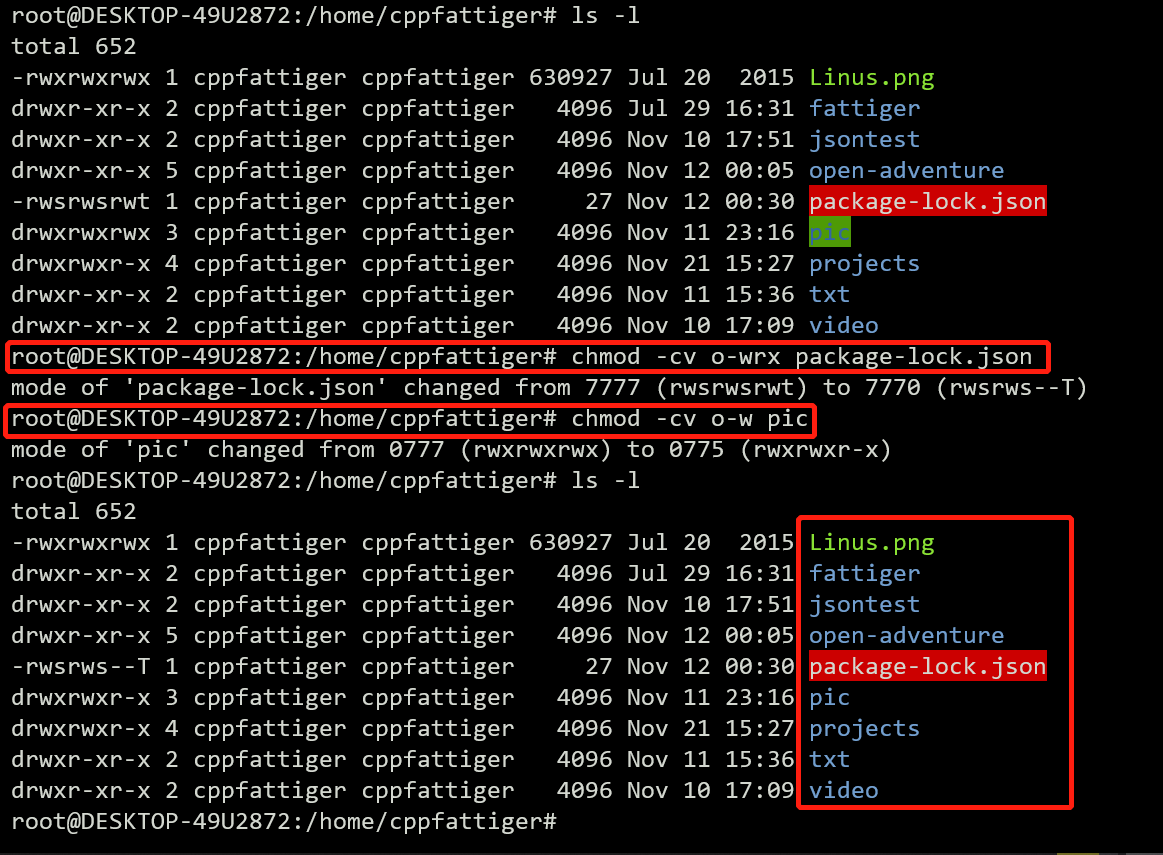 root@DESKTOP-49U2872:/home/cppfattiger# ls -l
total 652
-rwxrwxrwx 1 cppfattiger cppfattiger 630927 Jul 20  2015 Linus.png
drwxr-xr-x 2 cppfattiger cppfattiger   4096 Jul 29 16:31 fattiger
drwxr-xr-x 2 cppfattiger cppfattiger   4096 Nov 10 17:51 jsontest
drwxr-xr-x 5 cppfattiger cppfattiger   4096 Nov 12 00:05 open-adventure
-rwsrwsrwt 1 cppfattiger cppfattiger     27 Nov 12 00:30 package-lock.json
drwxrwxrwx 3 cppfattiger cppfattiger   4096 Nov 11 23:16 pic
drwxrwxr-x 4 cppfattiger cppfattiger   4096 Nov 21 15:27 projects
drwxr-xr-x 2 cppfattiger cppfattiger   4096 Nov 11 15:36 txt
drwxr-xr-x 2 cppfattiger cppfattiger   4096 Nov 10 17:09 video
root@DESKTOP-49U2872:/home/cppfattiger# chmod -cv o-wrx package-lock.json
mode of 'package-lock.json' changed from 7777 (rwsrwsrwt) to 7770 (rwsrws--T)
root@DESKTOP-49U2872:/home/cppfattiger# chmod -cv o-w pic
mode of 'pic' changed from 0777 (rwxrwxrwx) to 0775 (rwxrwxr-x)
root@DESKTOP-49U2872:/home/cppfattiger# ls -l
total 652
-rwxrwxrwx 1 cppfattiger cppfattiger 630927 Jul 20  2015 Linus.png
drwxr-xr-x 2 cppfattiger cppfattiger   4096 Jul 29 16:31 fattiger
drwxr-xr-x 2 cppfattiger cppfattiger   4096 Nov 10 17:51 jsontest
drwxr-xr-x 5 cppfattiger cppfattiger   4096 Nov 12 00:05 open-adventure
-rwsrws--T 1 cppfattiger cppfattiger     27 Nov 12 00:30 package-lock.json
drwxrwxr-x 3 cppfattiger cppfattiger   4096 Nov 11 23:16 pic
drwxrwxr-x 4 cppfattiger cppfattiger   4096 Nov 21 15:27 projects
drwxr-xr-x 2 cppfattiger cppfattiger   4096 Nov 11 15:36 txt
drwxr-xr-x 2 cppfattiger cppfattiger   4096 Nov 10 17:09 video
root@DESKTOP-49U2872:/home/cppfattiger#